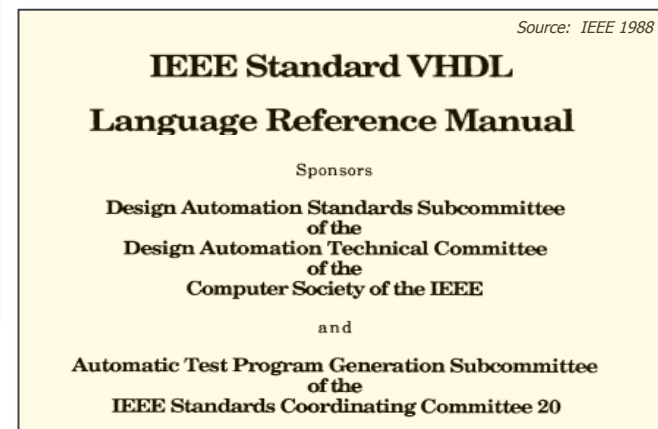 Source: IEEE 1988
IEEE Standard VHDL
Language Reference Manual
Sponsors
Design Automation Standards Subcommittee
of the
Design Automation Technical Committee
of the
Computer Society of the IEEE
and
Automatic Test Program Generation Subcommittee
of the
IEEE Standards Coordinating Committee 20